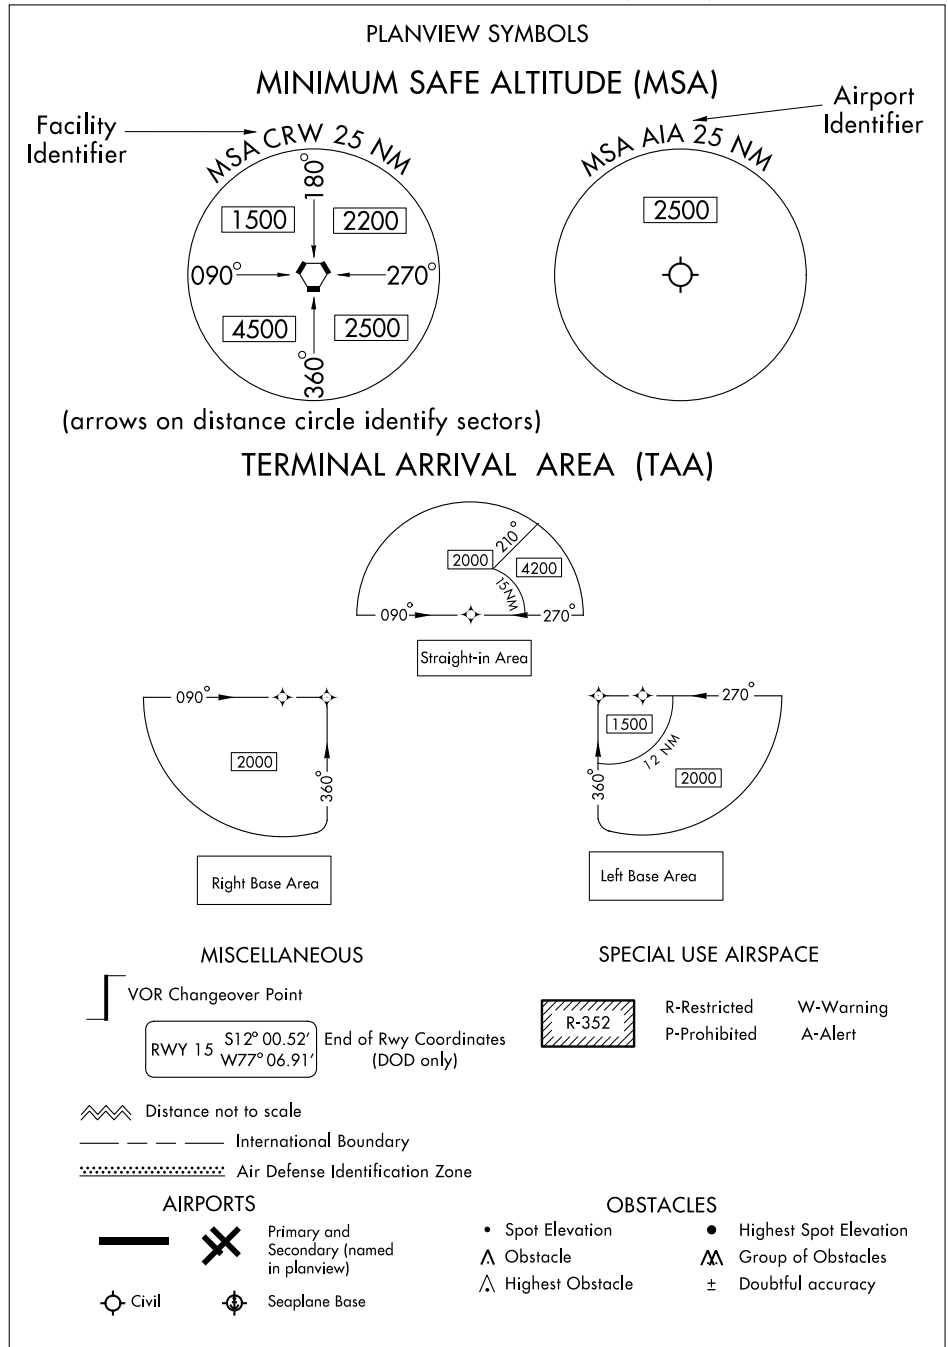 PLANVIEW SYMBOLS
MINIMUM SAFE ALTITUDE (MSA)
Facility
Identifier
MSA CRW 25 NM
180°
1500
2200
090°
270°
4500
2500
360°
Airport
Identifier
MSA AIA 25 NM
2500
(arrows on distance circle identify sectors)
TERMINAL ARRIVAL AREA (TAA)
210°
2000
4200
15NM
090°
270°
Straight-in Area
090°
2000
360°
Right Base Area
270°
1500
12 NM
2000
360°
Left Base Area
MISCELLANEOUS
VOR Changeover Point
RWY 15
S12° 00.52'
W77° 06.91'
End of Rwy Coordinates
(DOD only)
Distance not to scale
International Boundary
Air Defense Identification Zone
SPECIAL USE AIRSPACE
R-352
R-Restricted
W-Warning
P-Prohibited
A-Alert
AIRPORTS
Primary and
Secondary (named
in planview)
Civil
Seaplane Base
OBSTACLES
Spot Elevation
Highest Spot Elevation
Obstacle
Group of Obstacles
Highest Obstacle
± Doubtful accuracy